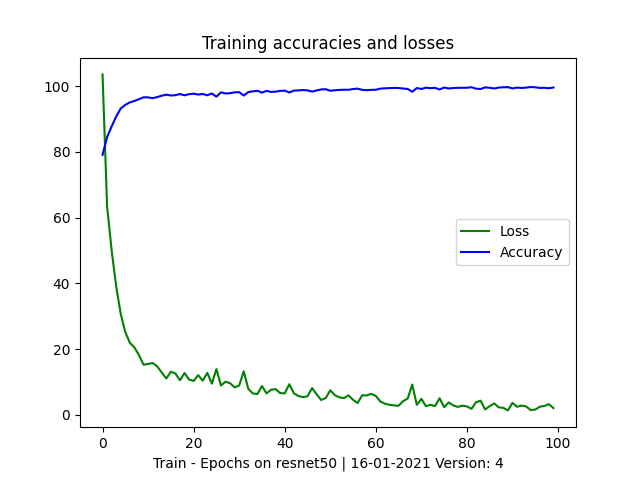 Training accuracies and losses
100
80
60
40
20
0
Loss
Accuracy
0 20 40 60 80 100
Train - Epochs on resnet50 | 16-01-2021 Version: 4